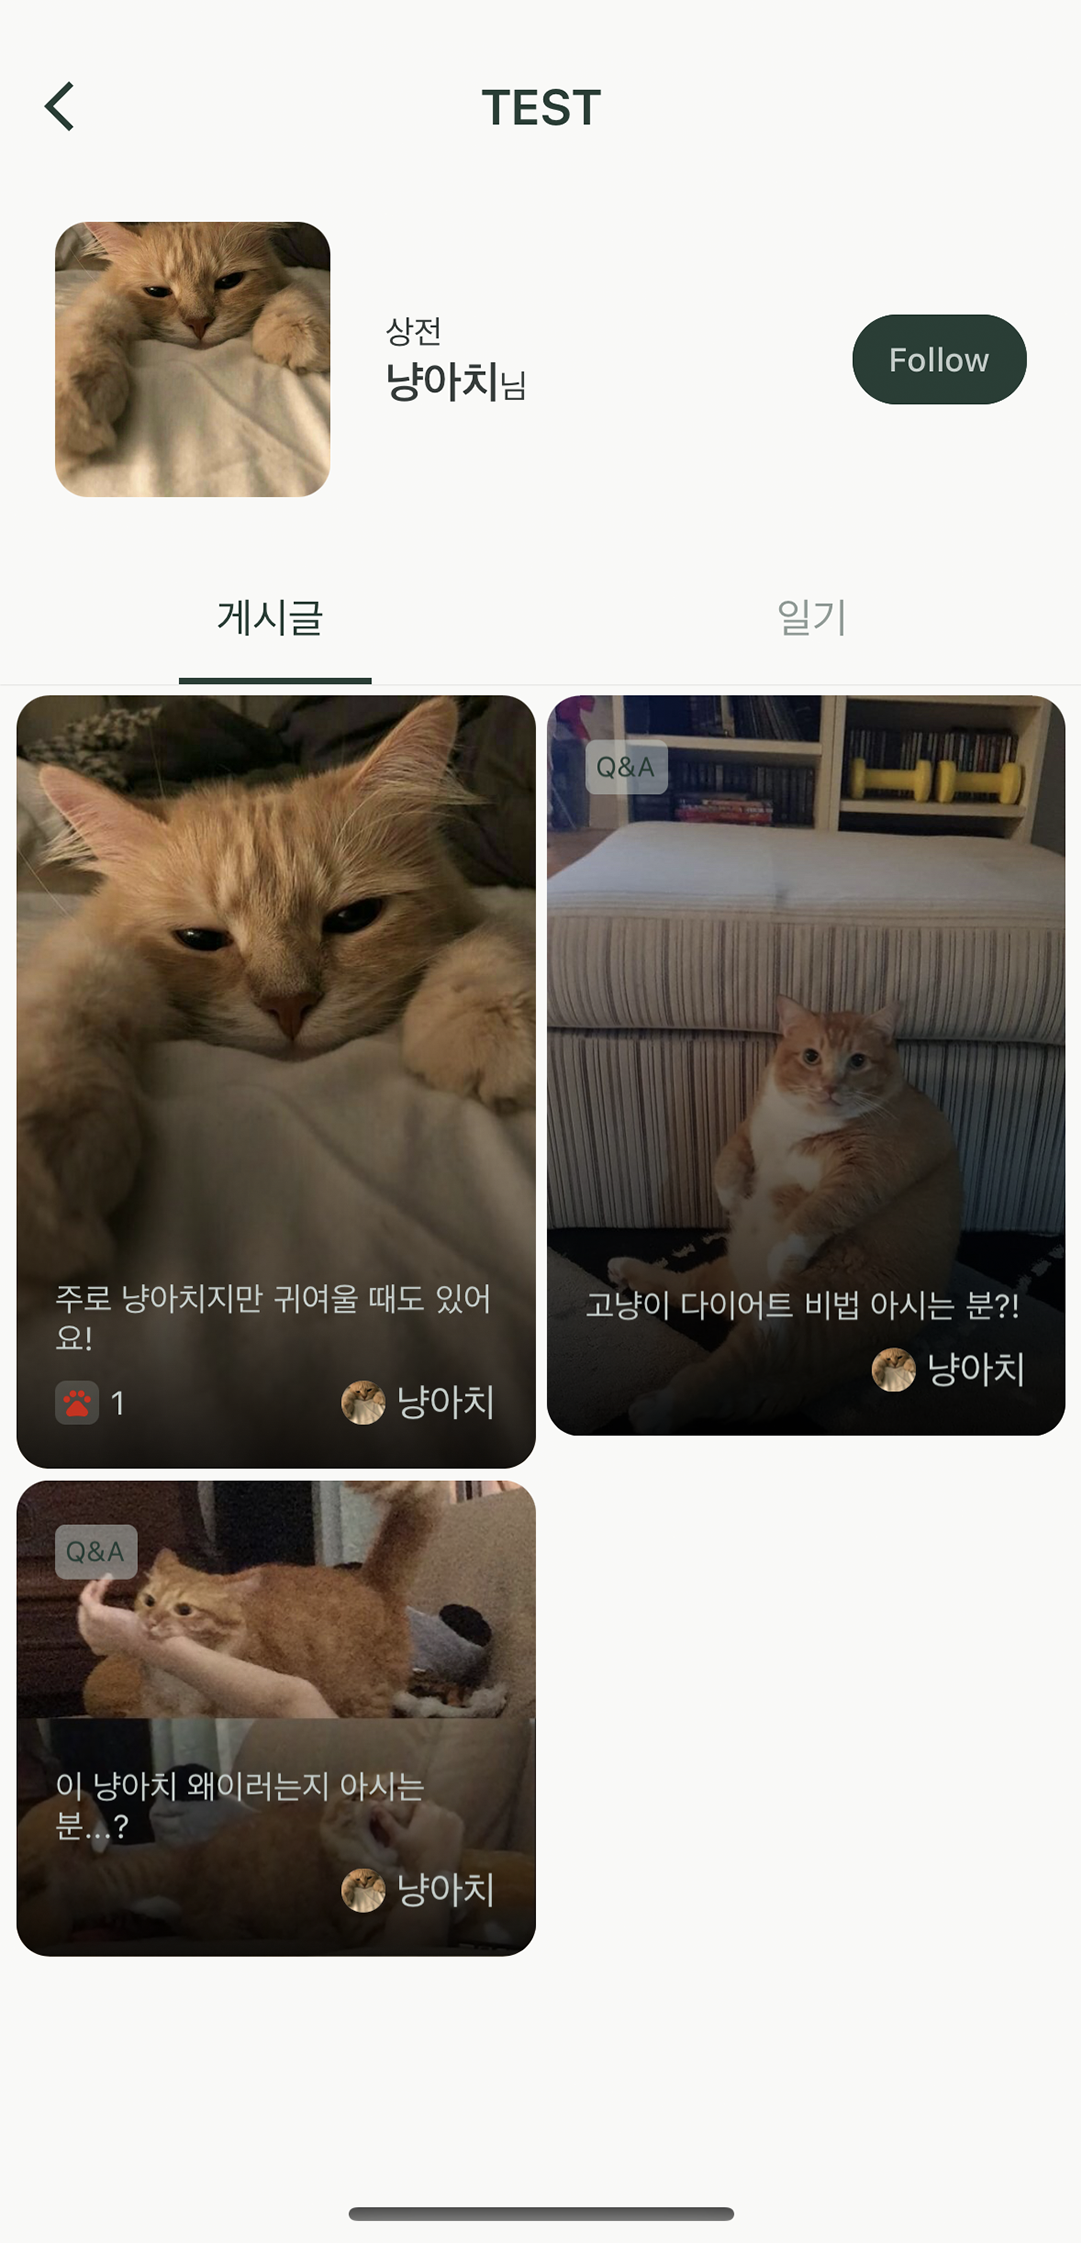 TEST
상전
냥아치님
Follow
게시글
일기
주로 냥아치지만 귀여울 때도 있어
요!
1
냥아치
Q&A
고냥이 다이어트 비법 아시는 분?!
냥아치
Q&A
이 냥아치 왜이러는지 아시는
분...?
냥아치